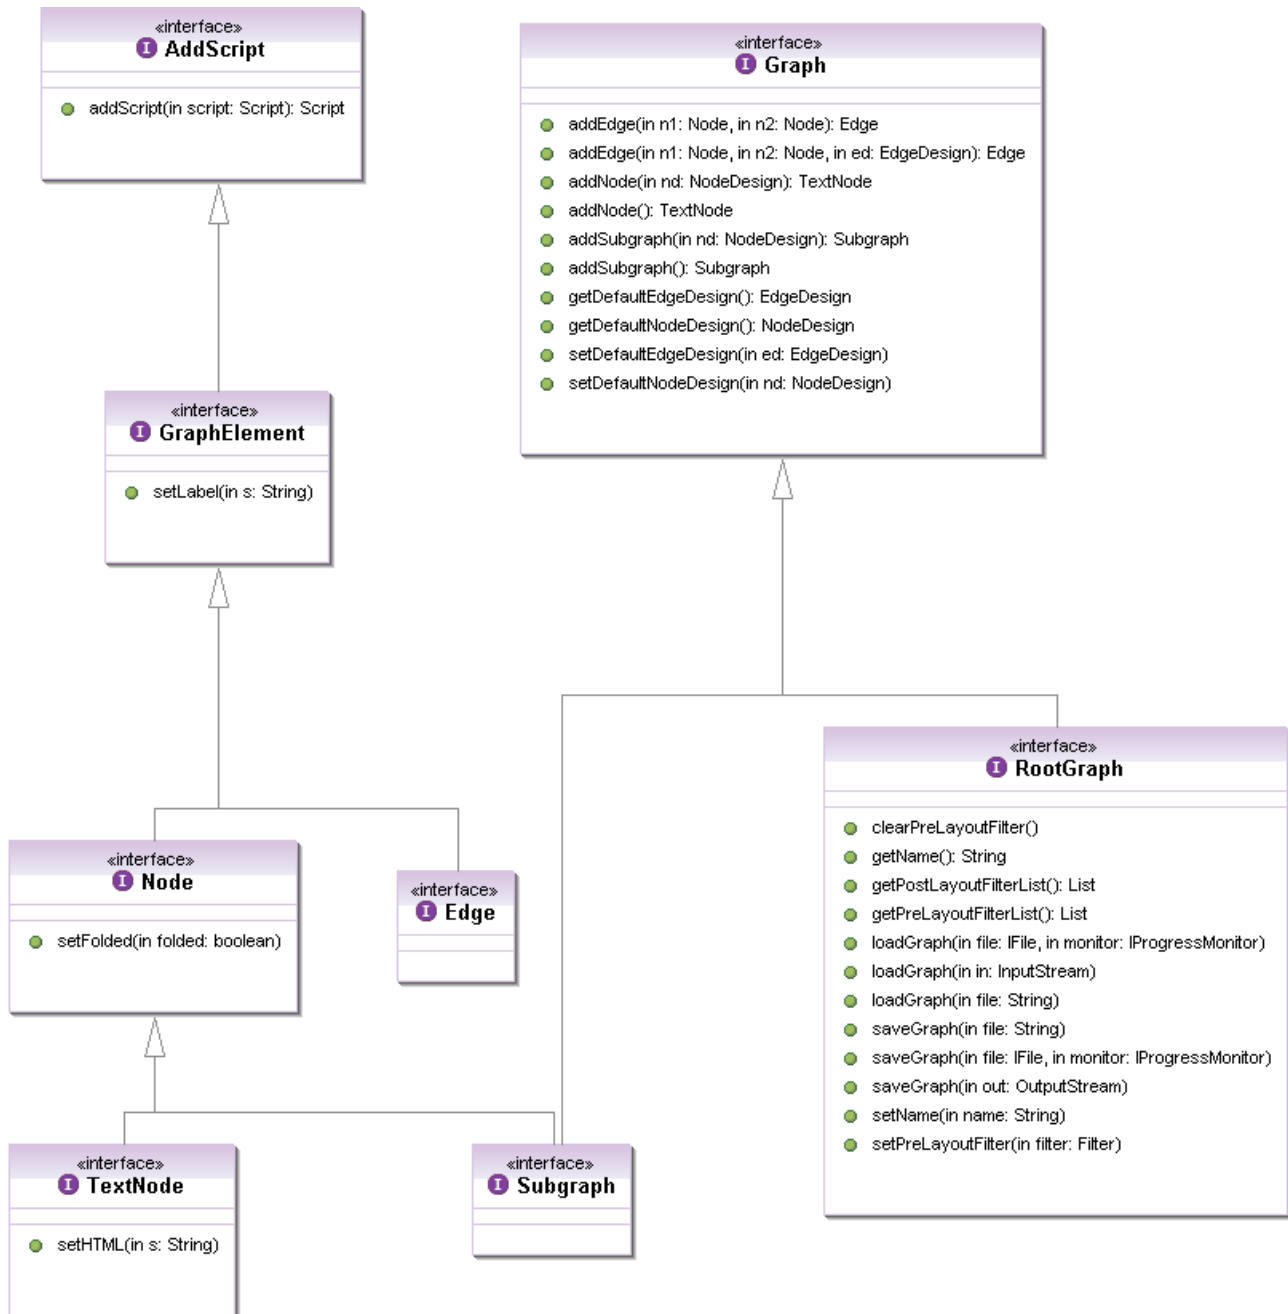 «interface»
AddScript
addScript(in script: Script): Script
«interface»
Graph
addEdge(in n1: Node, in n2: Node): Edge
addEdge(in n1: Node, in n2: Node, in ed: EdgeDesign): Edge
addNode(in nd: NodeDesign): TextNode
addNode(): TextNode
addSubgraph(in nd: NodeDesign): Subgraph
addSubgraph(): Subgraph
getDefaultEdgeDesign(): EdgeDesign
getDefaultNodeDesign(): NodeDesign
setDefaultEdgeDesign(in ed: EdgeDesign)
setDefaultNodeDesign(in nd: NodeDesign)
«interface»
GraphElement
setLabel(in s: String)
«interface»
RootGraph
clearPreLayoutFilter()
getName(): String
getPostLayoutFilterList(): List
getPreLayoutFilterList(): List
loadGraph(in file: IFile, in monitor: IProgressMonitor)
loadGraph(in in: InputStream)
loadGraph(in file: String)
saveGraph(in file: String)
saveGraph(in file: IFile, in monitor: IProgressMonitor)
saveGraph(in out: OutputStream)
setName(in name: String)
setPreLayoutFilter(in filter: Filter)
«interface»
Node
setFolded(in folded: boolean)
«interface»
Edge
«interface»
TextNode
setHTML(in s: String)
«interface»
Subgraph